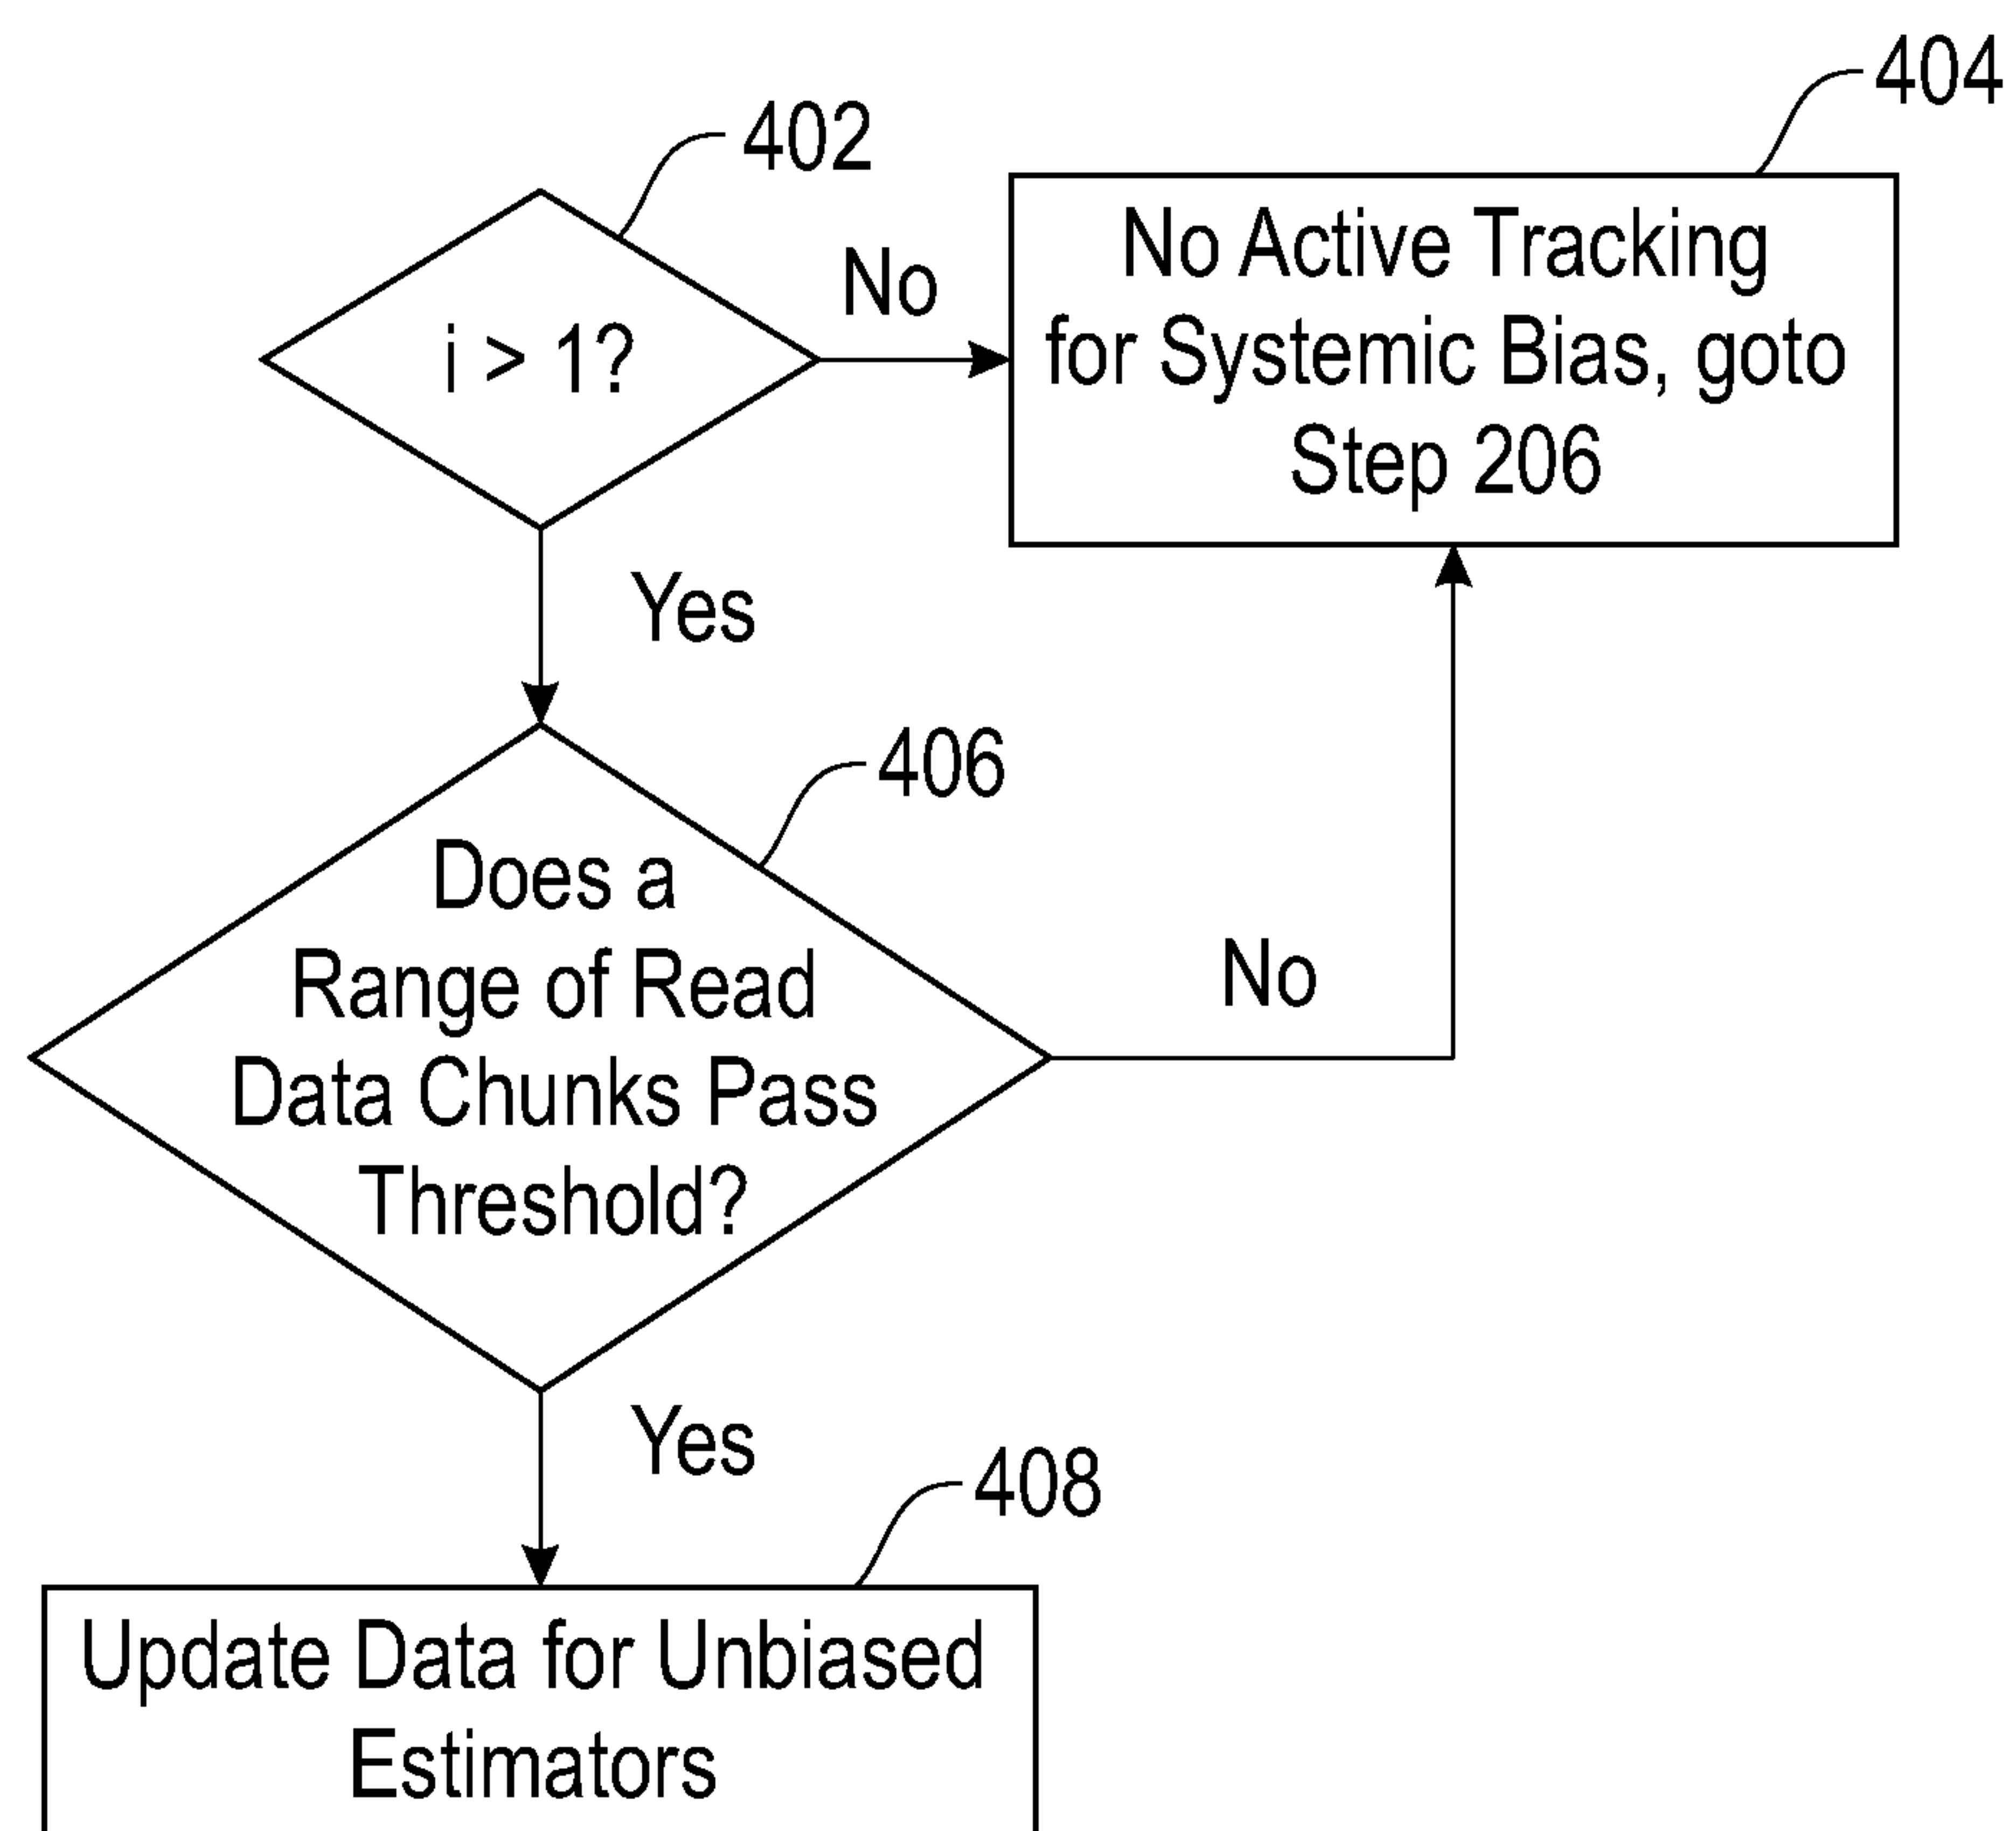 404
402
No Active Tracking
for Systemic Bias, goto
Step 206
No
i > 1?
Yes
406
Does a
Range of Read
Data Chunks Pass
Threshold?
No
Yes
408
Update Data for Unbiased
Estimators